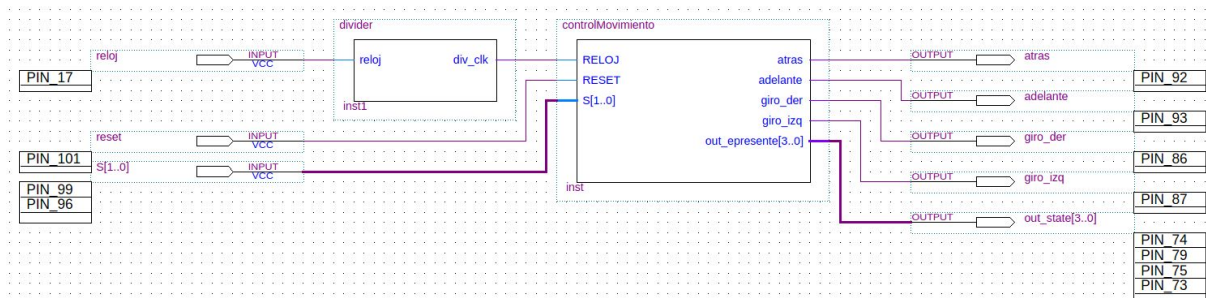 reloj
INPUT
VCC
PIN_17
divider
reloj
div_clk
inst1
reset
INPUT
VCC
PIN_101
S[1..0]
INPUT
VCC
PIN_99
PIN_96
controlMovimiento
RELOJ
RESET
S[1..0]
atras
adelante
giro_der
giro_izq
out_epresente[3..0]
inst
OUTPUT
atras
PIN_92
OUTPUT
adelante
PIN_93
OUTPUT
giro_der
PIN_86
OUTPUT
giro_izq
PIN_87
OUTPUT
out_state[3..0]
PIN_74
PIN_79
PIN_75
PIN_73